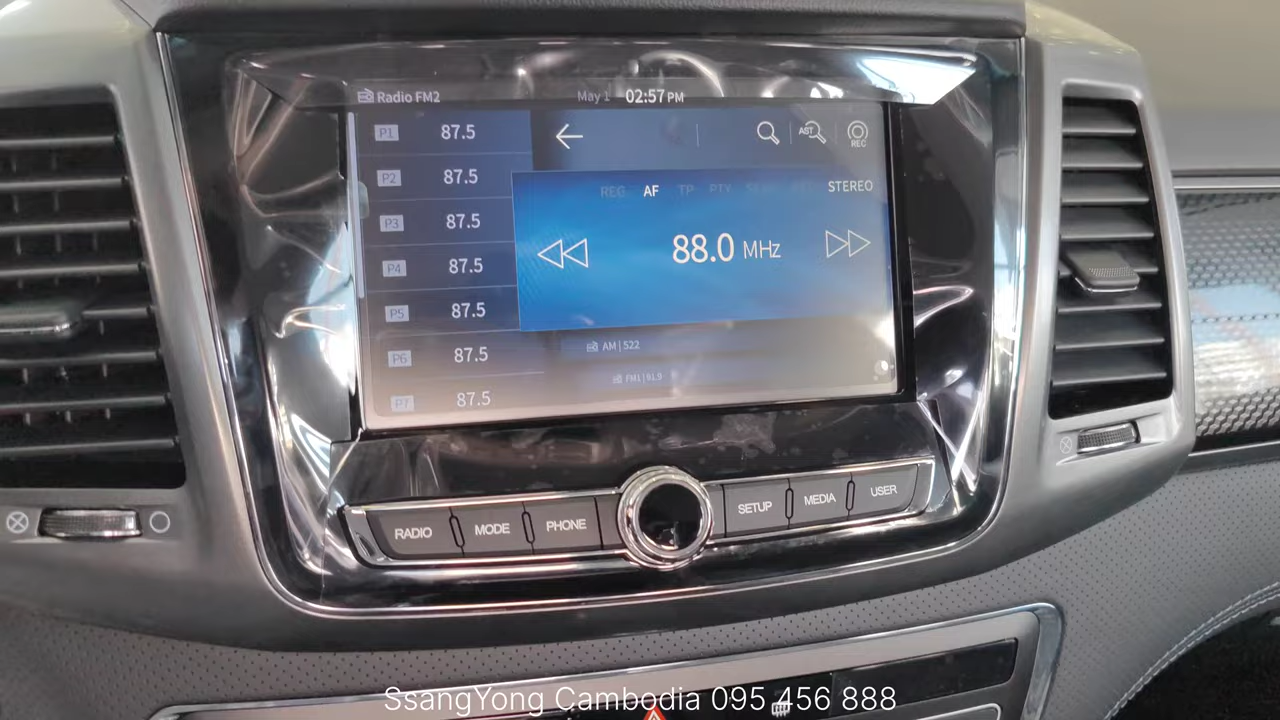 Radio FM2
May 1 02:57 PM
P1 87.5
P2 87.5
P3 87.5
P4 87.5
P5 87.5
P6 87.5
P7 87.5
AST
REC
REG AF TP PTY
STEREO
88.0 MHz
AM | 522
FM1 | 91.9
RADIO
MODE
PHONE
SETUP
MEDIA
USER
SsangYong Cambodia 095 456 888